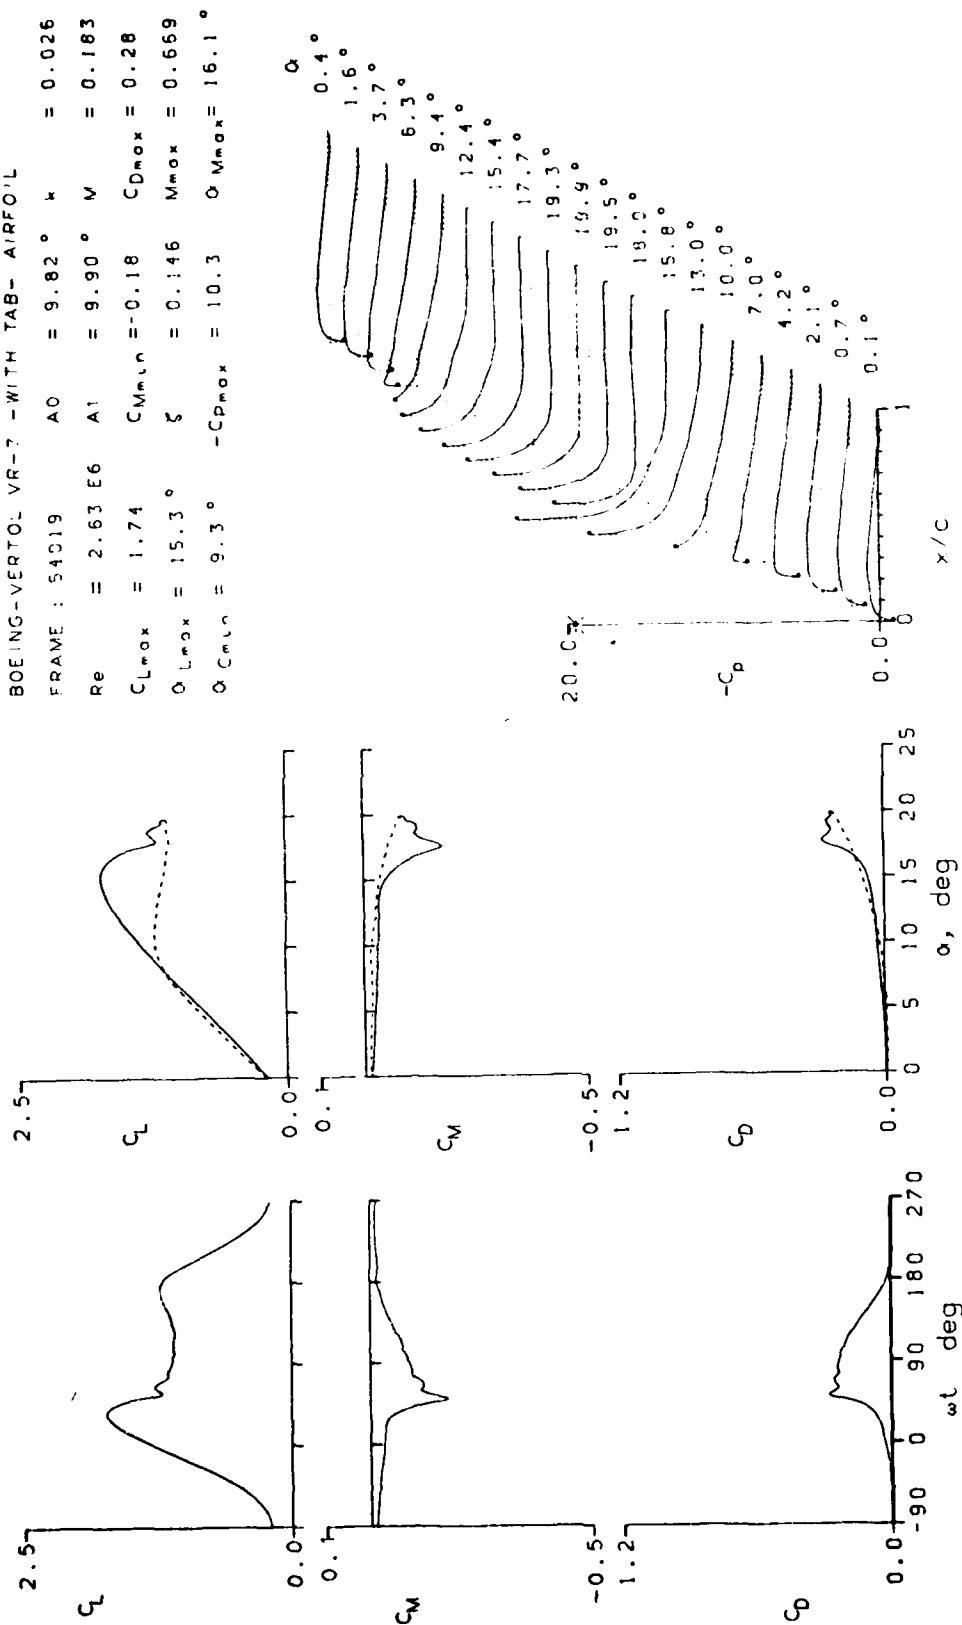 BOEING-VERTOL VR-7 -WITH TAB- AIRFOIL
FRAME : 54019 A0 = 9.82° k = 0.026
Re = 2.63 E6 A1 = 9.90° M = 0.183
CLmax = 1.74 CMmin =-0.18 CDmax = 0.28
αLmax = 15.3° ζ = 0.146 Mmax = 0.669
αCmin = 9.3° -CPmax = 10.3 αMmax = 16.1°
2.5
CL
0.0
0.1
CM
-0.5
1.2
CD
0.0
-90 0 90 180 270
ωt deg
2.5
CL
0.0
0.1
CM
-0.5
1.2
CD
0.0
0 5 10 15 20 25
α, deg
α
0.4°
1.6°
3.7°
6.3°
9.4°
12.4°
15.4°
17.7°
19.3°
19.9°
19.5°
18.0°
15.8°
13.0°
10.0°
7.0°
4.2°
2.1°
0.7°
0.1°
20.0
-Cp
0.0
0 1
x/c